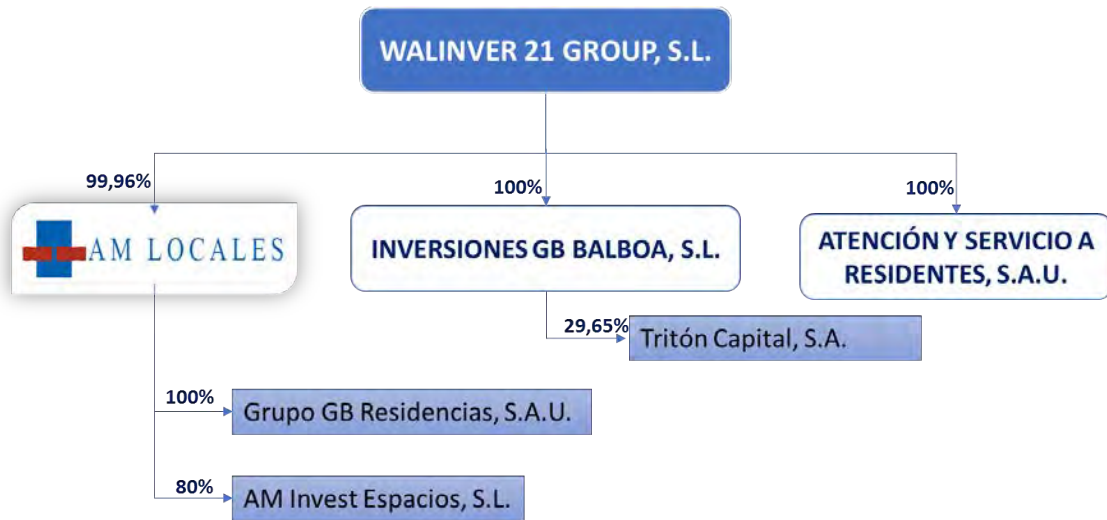 WALINVER 21 GROUP, S.L.
99,96%
100%
100%
AM LOCALES
INVERSIONES GB BALBOA, S.L.
ATENCIÓN Y SERVICIO A
RESIDENTES, S.A.U.
29,65%
Tritón Capital, S.A.
100%
Grupo GB Residencias, S.A.U.
80%
AM Invest Espacios, S.L.